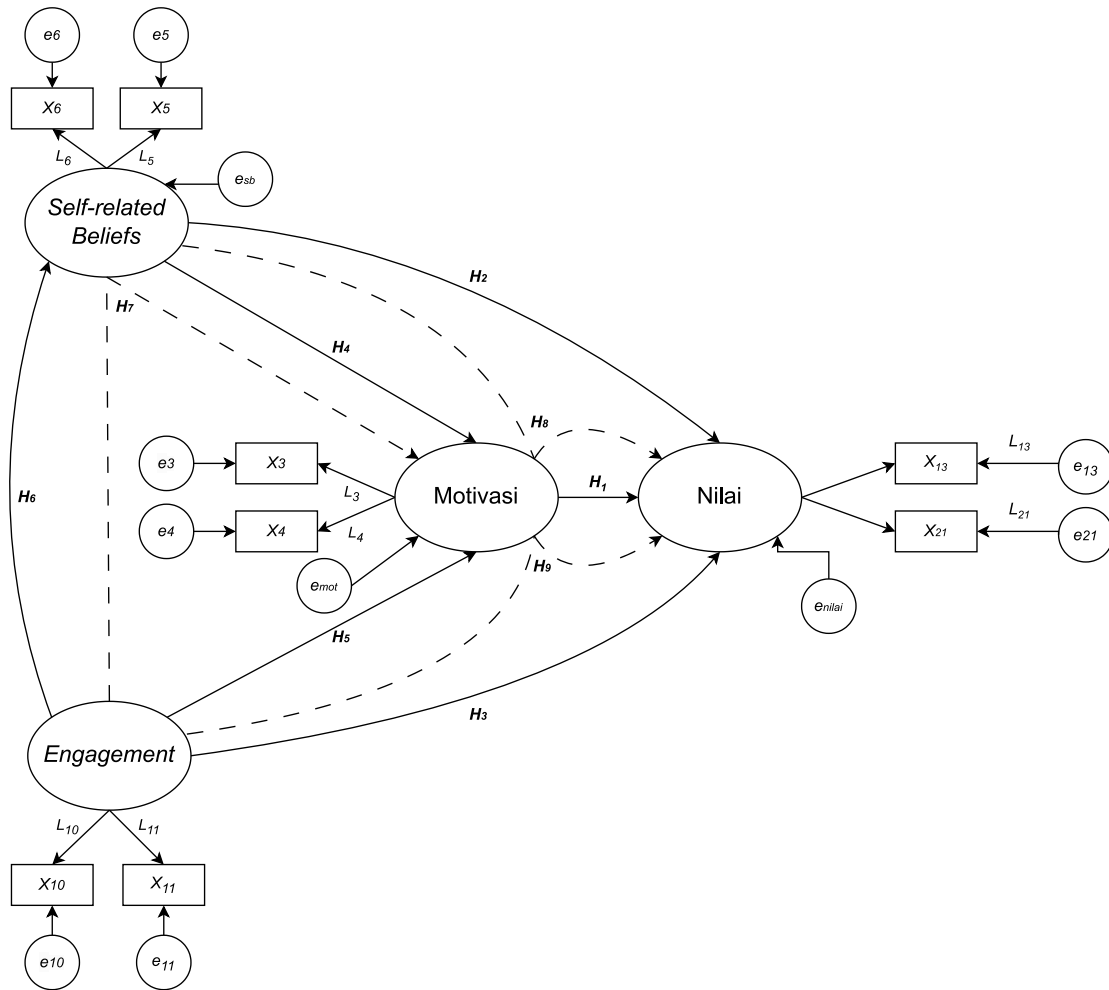 e6
e5
X6
X5
L6
L5
esb
Self-related
Beliefs
H2
H7
H4
H8
e3
X3
L3
Motivasi
H1
Nilai
X13
L13
e13
H6
e4
X4
L4
X21
L21
e21
H9
emot
enilai
H5
H3
Engagement
L10
L11
X10
X11
e10
e11